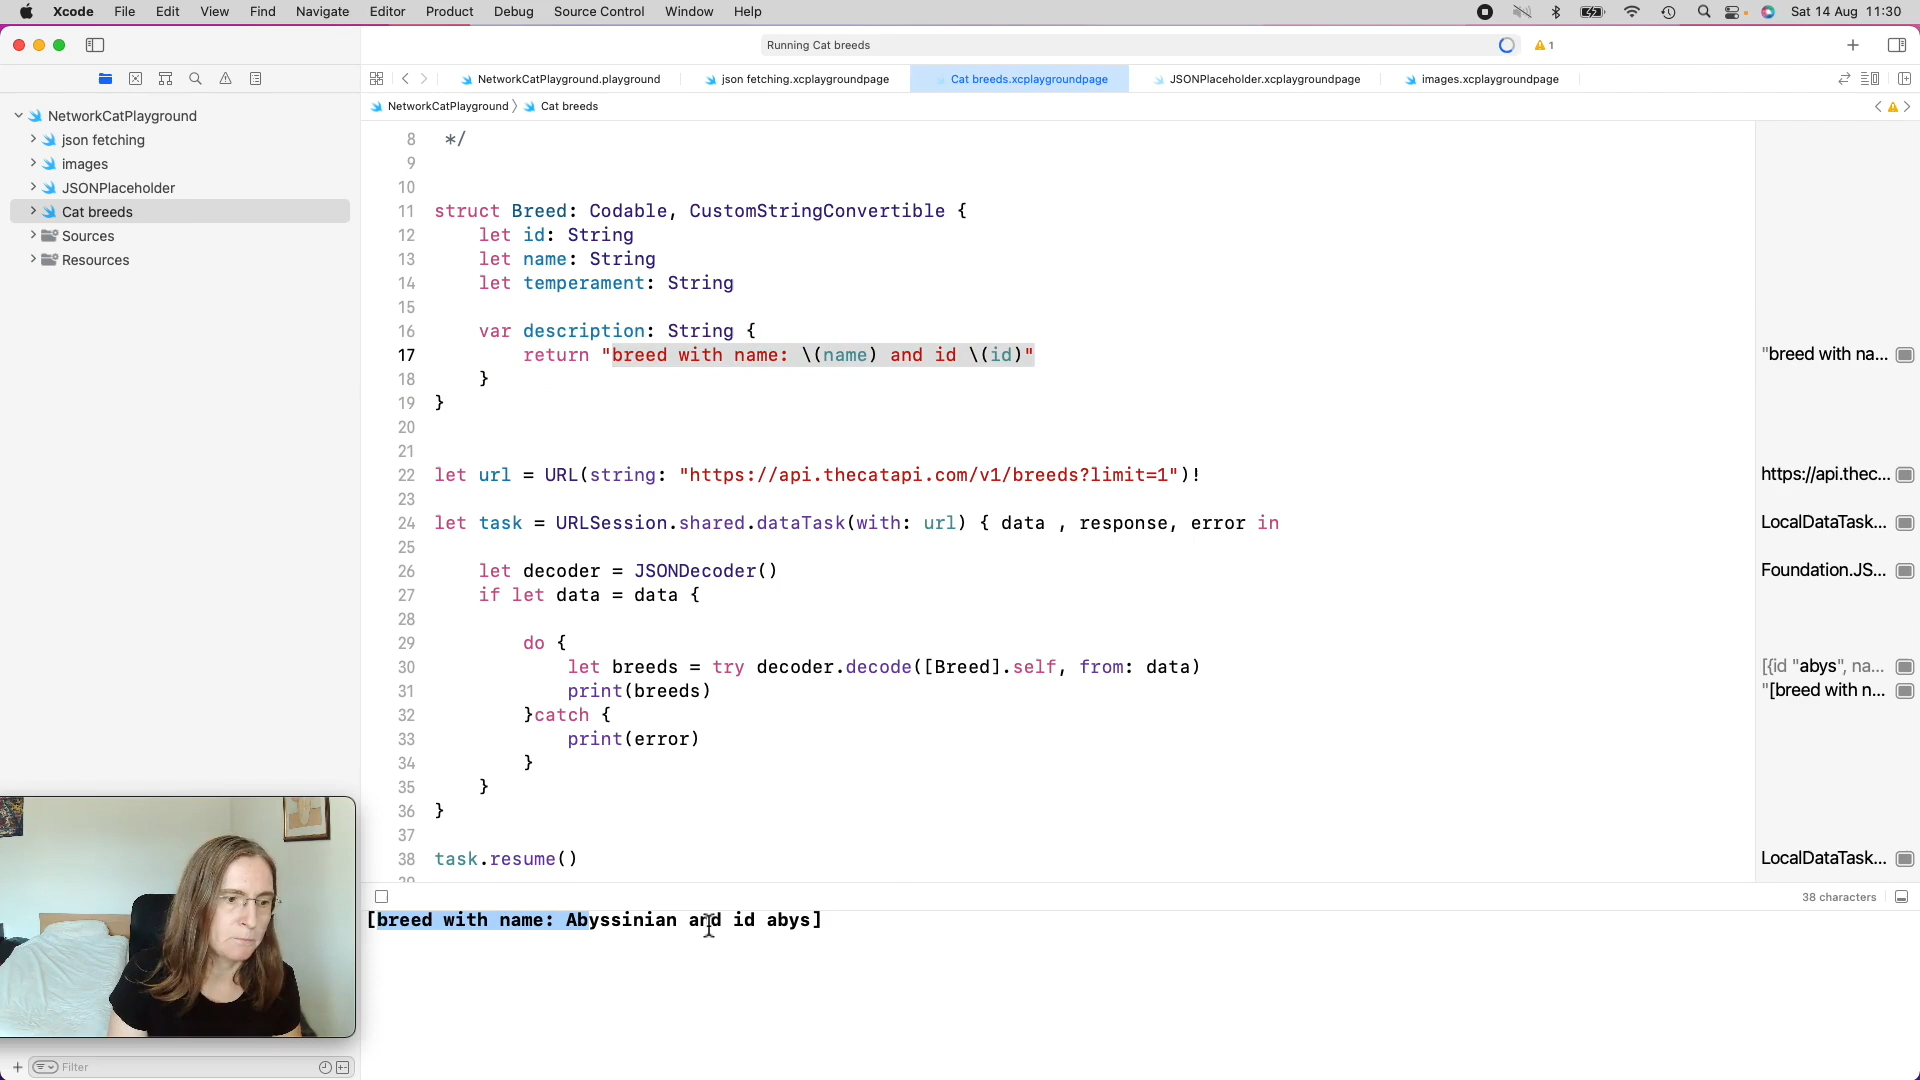 Xcode File Edit View Find Navigate Editor Product Debug Source Control Window Help Sat 14 Aug 11:30
Running Cat breeds 1
NetworkCatPlayground.playground json fetching.xcplaygroundpage Cat breeds.xcplaygroundpage JSONPlaceholder.xcplaygroundpage images.xcplaygroundpage
NetworkCatPlayground Cat breeds
NetworkCatPlayground
json fetching
images
JSONPlaceholder
Cat breeds
Sources
Resources
8 */
9
10
11 struct Breed: Codable, CustomStringConvertible {
12 let id: String
13 let name: String
14 let temperament: String
15
16 var description: String {
17 return "breed with name: \(name) and id \(id)" "breed with na...
18 }
19 }
20
21
22 let url = URL(string: "https://api.thecatapi.com/v1/breeds?limit=1")! https://api.thec...
23
24 let task = URLSession.shared.dataTask(with: url) { data , response, error in LocalDataTask...
25
26 let decoder = JSONDecoder() Foundation.JS...
27 if let data = data {
28
29 do {
30 let breeds = try decoder.decode([Breed].self, from: data) [{id "abys", na...
31 print(breeds) "[breed with n...
32 }catch {
33 print(error)
34 }
35 }
36 }
37
38 task.resume() LocalDataTask...
38 characters
[breed with name: Abyssinian and id abys]
Filter